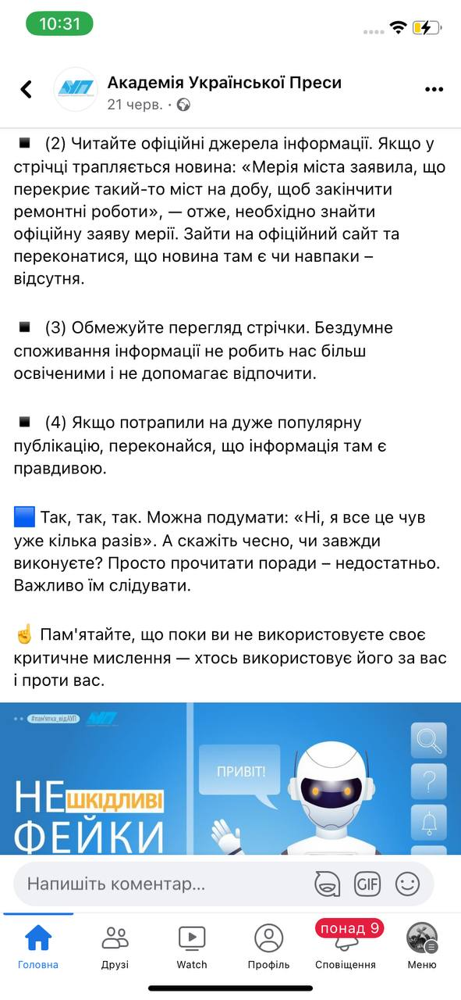 10:31
АУП
Академія Української Преси
21 черв. ·
◾ (2) Читайте офіційні джерела інформації. Якщо у
стрічці трапляється новина: «Мерія міста заявила, що
перекриє такий-то міст на добу, щоб закінчити
ремонтні роботи», — отже, необхідно знайти
офіційну заяву мерії. Зайти на офіційний сайт та
переконатися, що новина там є чи навпаки –
відсутня.
◾ (3) Обмежуйте перегляд стрічки. Бездумне
споживання інформації не робить нас більш
освіченими і не допомагає відпочити.
◾ (4) Якщо потрапили на дуже популярну
публікацію, переконайся, що інформація там є
правдивою.
🟦 Так, так, так. Можна подумати: «Ні, я все це чув
уже кілька разів». А скажіть чесно, чи завжди
виконуєте? Просто прочитати поради – недостатньо.
Важливо їм слідувати.
☝️ Пам'ятайте, що поки ви не використовуєте своє
критичне мислення — хтось використовує його за вас
і проти вас.
#пам'ятка_відАУП АУП
ПРИВІТ!
НЕ ШКІДЛИВІ
ФЕЙКИ
Напишіть коментар...
GIF
понад 9
Головна Друзі Watch Профіль Сповіщення Меню